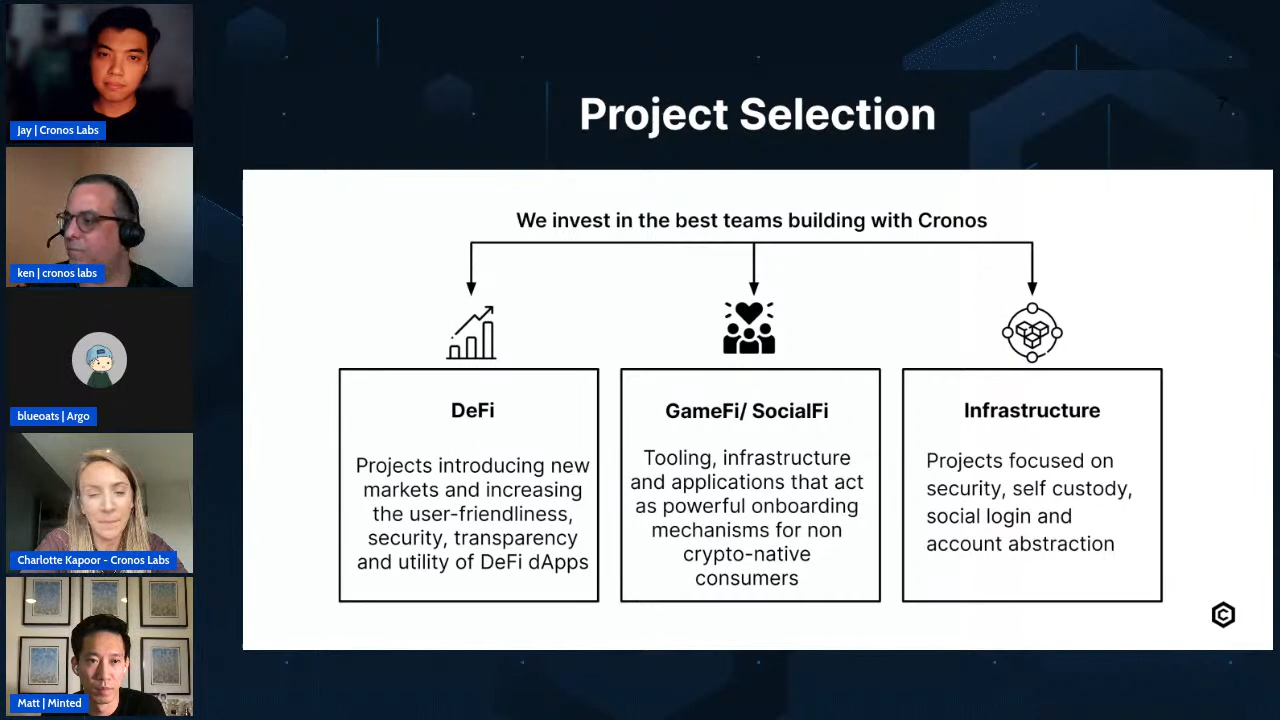 Jay | Cronos Labs
ken | cronos labs
blueoats | Argo
Charlotte Kapoor - Cronos Labs
Matt | Minted
Project Selection
7
We invest in the best teams building with Cronos
DeFi
Projects introducing new
markets and increasing
the user-friendliness,
security, transparency
and utility of DeFi dApps
GameFi/ SocialFi
Tooling, infrastructure
and applications that act
as powerful onboarding
mechanisms for non
crypto-native
consumers
Infrastructure
Projects focused on
security, self custody,
social login and
account abstraction